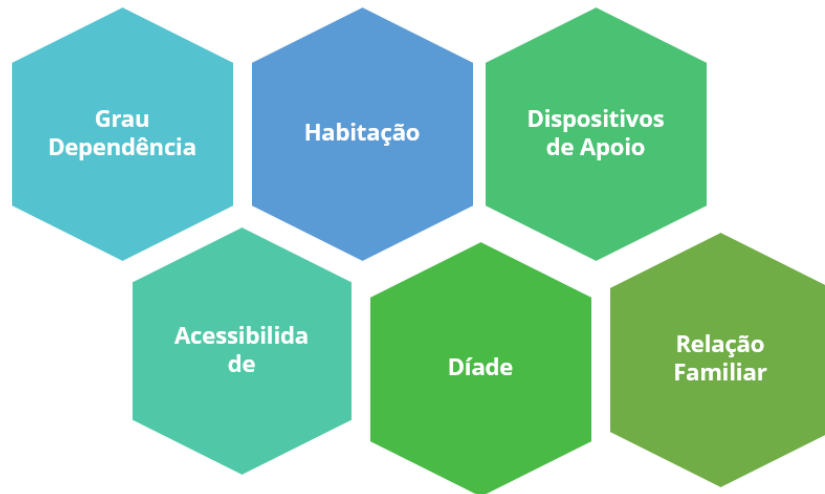 Grau
Dependência
Habitação
Dispositivos
de Apoio
Acessibilida
de
Díade
Relação
Familiar